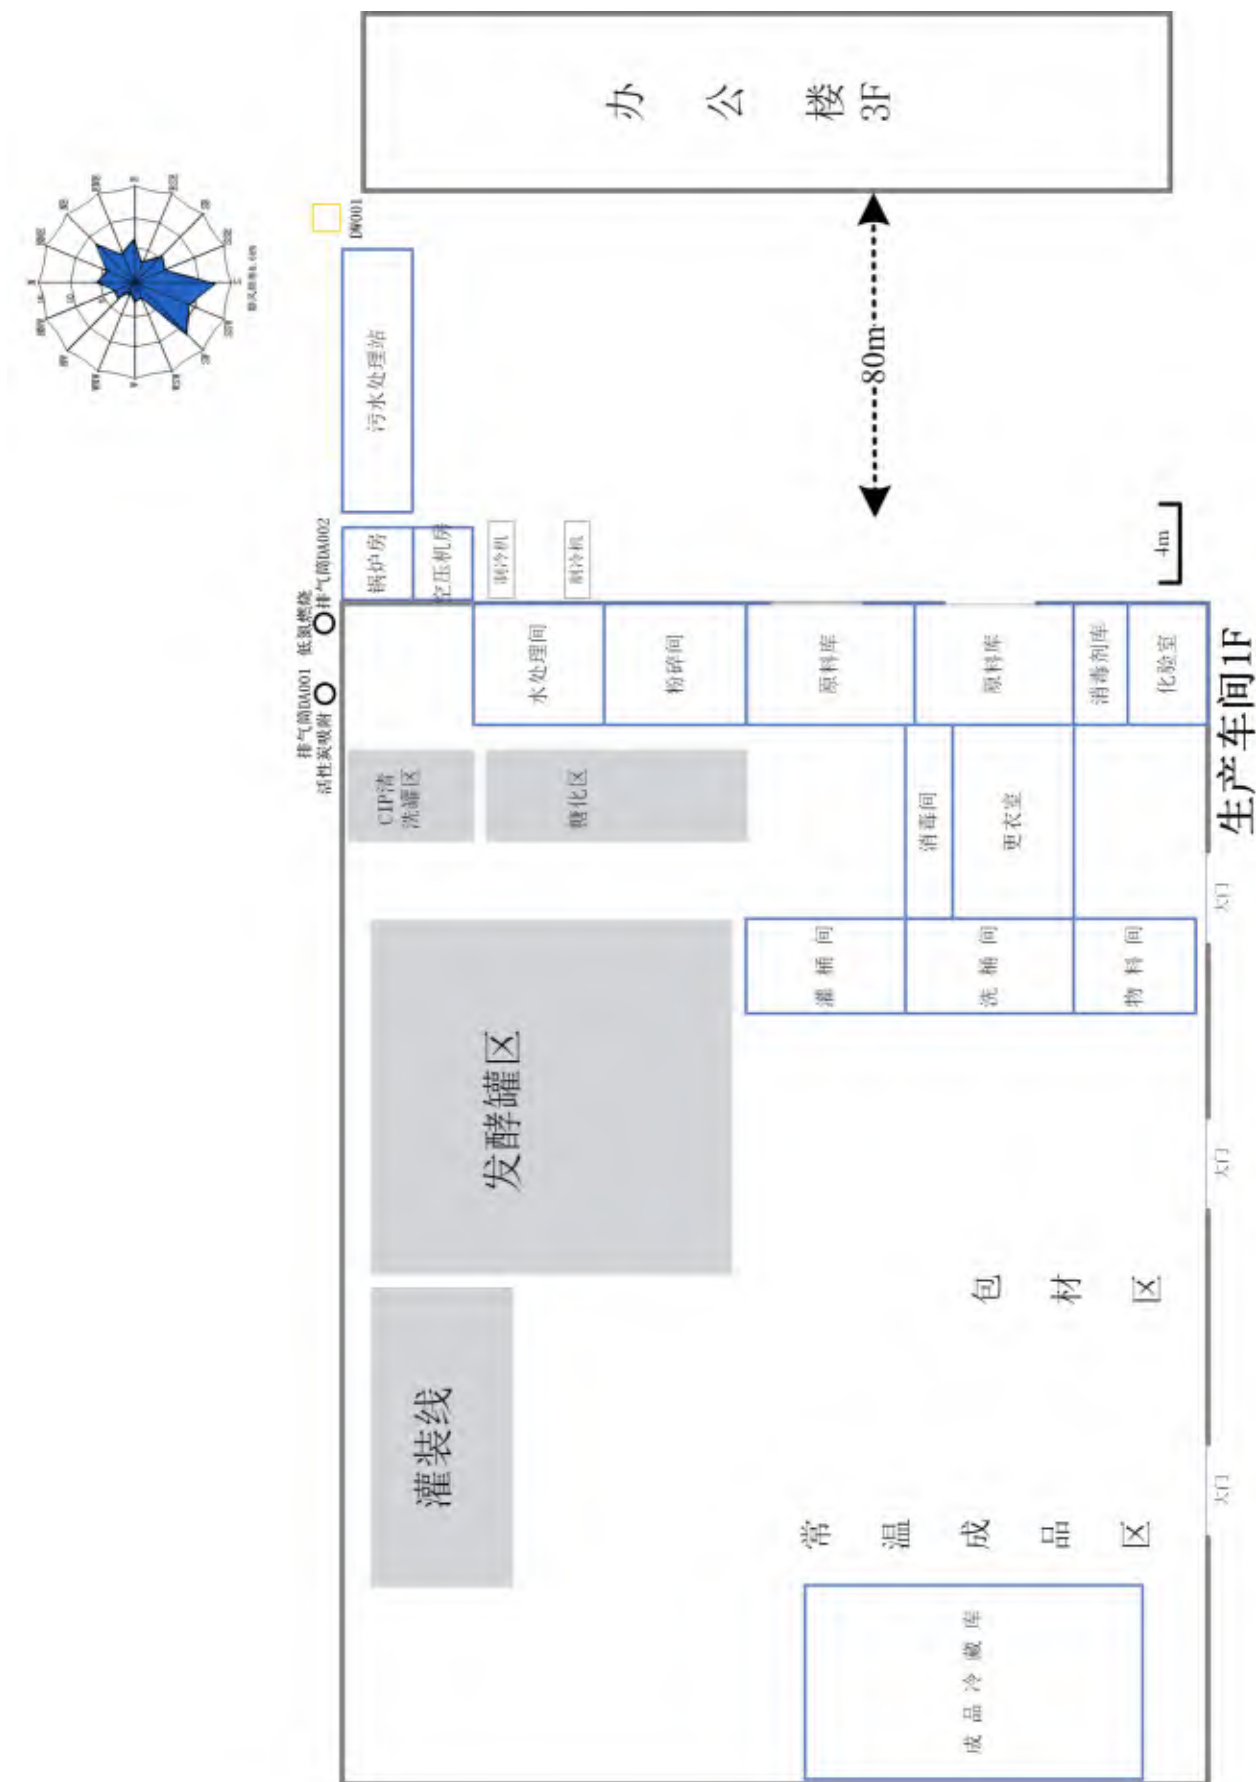 办公楼
3F
DW001
静风频率
污水处理站
80m
4m
锅炉房
空压机房
制冷机
制冷机
排气筒DA002
低氮燃烧
排气筒DA001
活性炭吸附
水处理间
粉碎间
原料库
原料库
消毒剂库
化验室
生产车间1F
CIP清
洗罐区
糖化区
消毒间
更衣室
大门
灌桶间
洗桶间
物料间
发酵罐区
大门
包材区
灌装线
大门
常温成品区
成品冷藏库